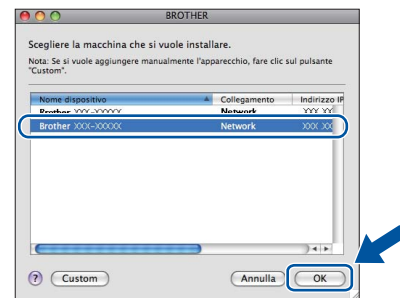 BROTHER
Scegliere la macchina che si vuole installare.
Nota: Se si vuole aggiungere manualmente l'apparecchio, fare clic sul pulsante
"Custom".
Nome dispositivo Collegamento Indirizzo IP
Brother XXX-XXXXX Network XXX XX
Brother XXX-XXXXX Network XXX XX
? Custom Annulla OK